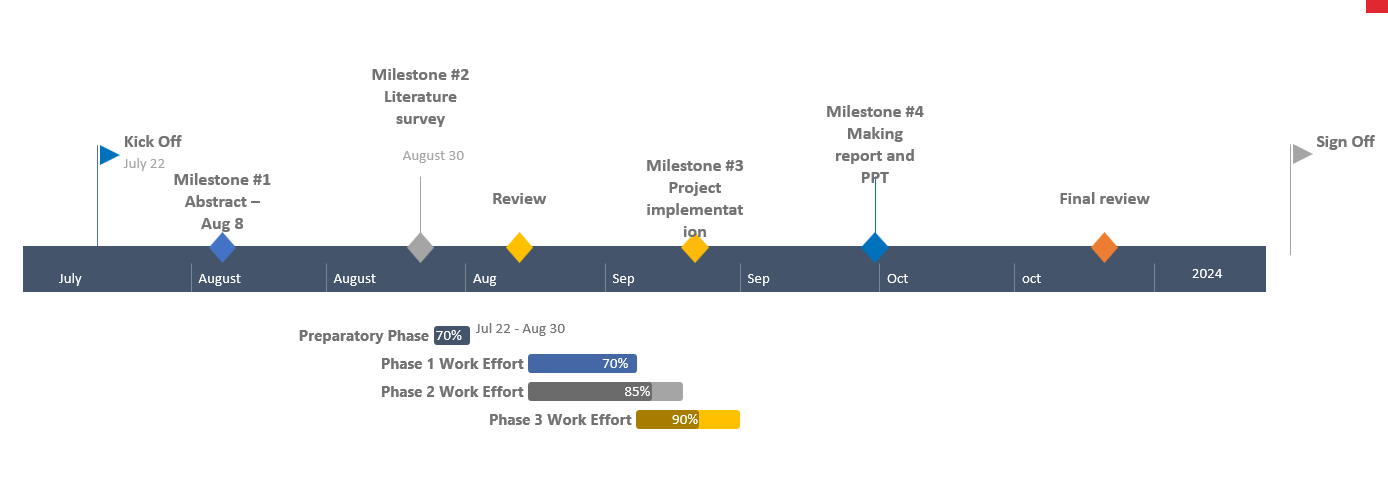 Milestone #2
Literature
survey
August 30
Kick Off
July 22
Milestone #1
Abstract –
Aug 8
Review
Milestone #3
Project
implementat
ion
Milestone #4
Making
report and
PPT
Final review
Sign Off
July
August
August
Aug
Sep
Sep
Oct
oct
2024
Preparatory Phase 70% Jul 22 - Aug 30
Phase 1 Work Effort 70%
Phase 2 Work Effort 85%
Phase 3 Work Effort 90%